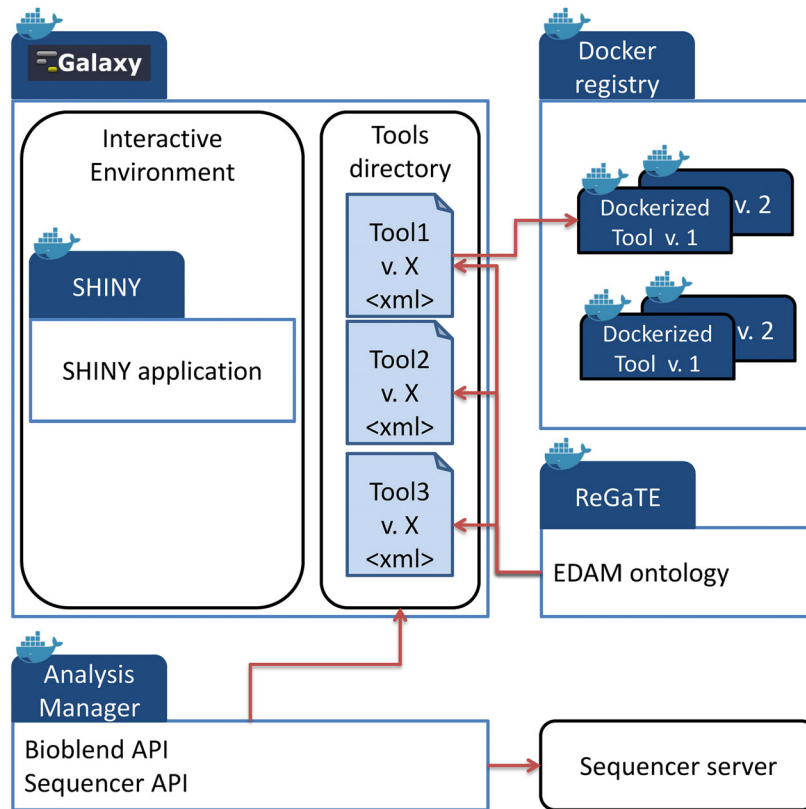 Galaxy
Interactive
Environment
SHINY
SHINY application
Tools
directory
Tool1
v. X
<xml>
Tool2
v. X
<xml>
Tool3
v. X
<xml>
Docker
registry
Dockerized
Tool v. 1
v. 2
Dockerized
Tool v. 1
v. 2
ReGaTE
EDAM ontology
Analysis
Manager
Bioblend API
Sequencer API
Sequencer server